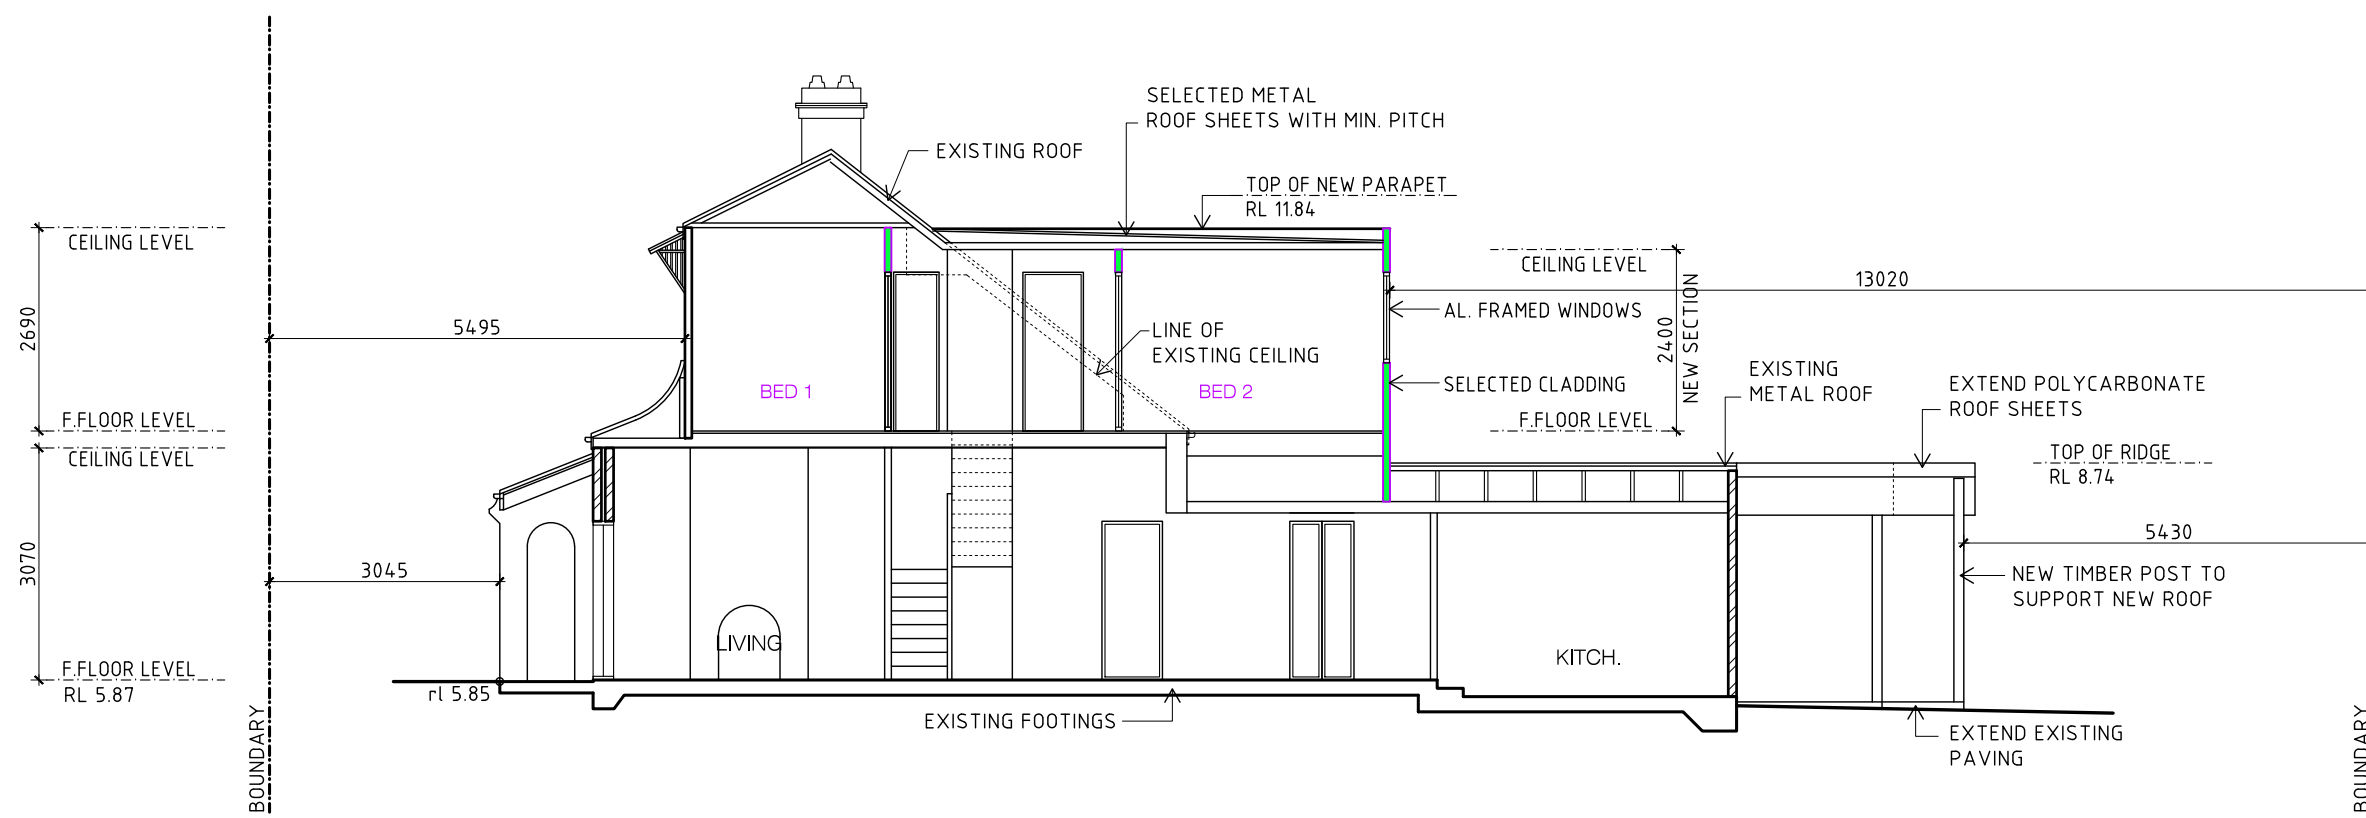 SELECTED METAL
ROOF SHEETS WITH MIN. PITCH
EXISTING ROOF
TOP OF NEW PARAPET
RL 11.84
CEILING LEVEL
CEILING LEVEL
13020
NEW SECTION
2400
AL. FRAMED WINDOWS
2690
5495
LINE OF
EXISTING CEILING
EXISTING
METAL ROOF
SELECTED CLADDING
EXTEND POLYCARBONATE
ROOF SHEETS
BED 1
BED 2
F.FLOOR LEVEL
F.FLOOR LEVEL
CEILING LEVEL
TOP OF RIDGE
RL 8.74
5430
3070
3045
NEW TIMBER POST TO
SUPPORT NEW ROOF
LIVING
KITCH.
F.FLOOR LEVEL
RL 5.87
rl 5.85
EXISTING FOOTINGS
EXTEND EXISTING
PAVING
BOUNDARY
BOUNDARY